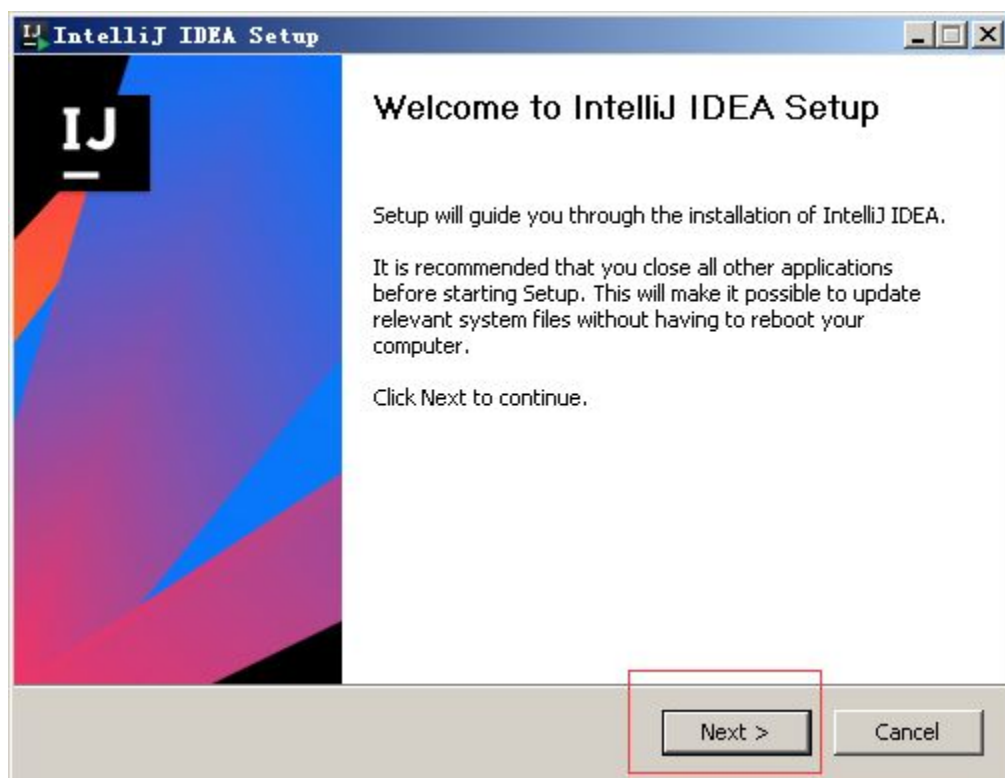 IntelliJ IDEA Setup
IJ
Welcome to IntelliJ IDEA Setup
Setup will guide you through the installation of IntelliJ IDEA.
It is recommended that you close all other applications
before starting Setup. This will make it possible to update
relevant system files without having to reboot your
computer.
Click Next to continue.
Next >
Cancel